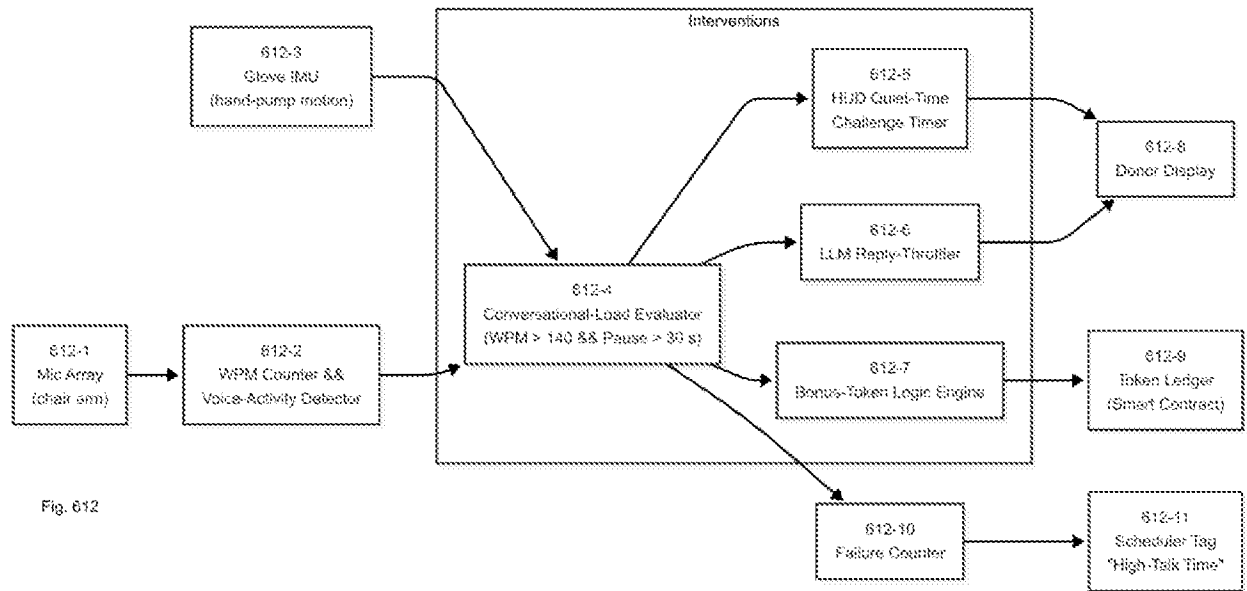 Interventions
612-3
Glove IMU
(hand-pump motion)
612-5
HUD Quiet-Time
Challenge Timer
612-8
Donor Display
612-6
LLM Reply-Throttler
612-4
Conversational-Load Evaluator
(WPM > 140 && Pause > 30 s)
612-1
Mic Array
(chair arm)
612-2
WPM Counter &&
Voice-Activity Detector
612-7
Bonus-Token Logic Engine
612-9
Token Ledger
(Smart Contract)
Fig. 612
612-10
Failure Counter
612-11
Scheduler Tag
"High-Talk Time"